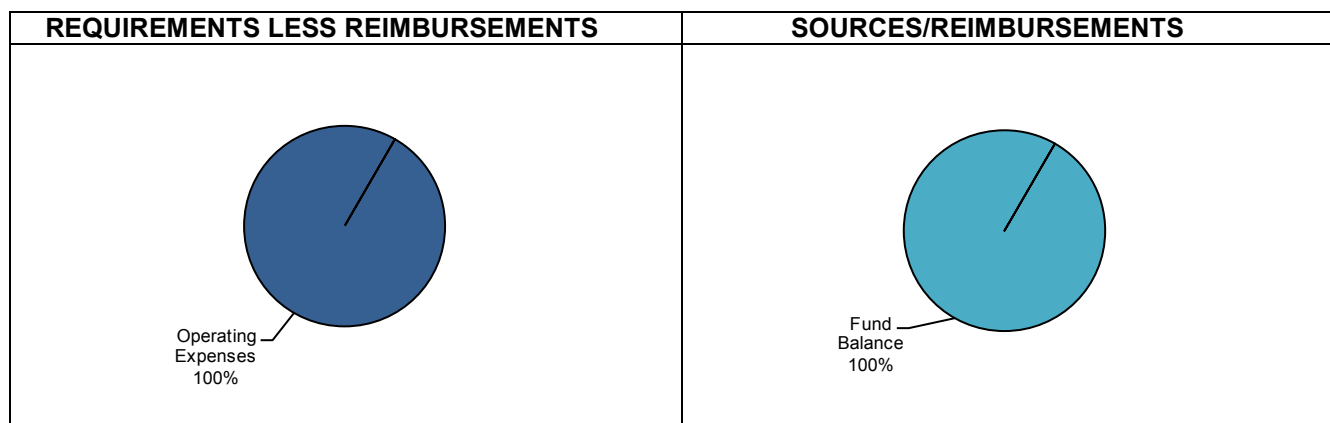 REQUIREMENTS LESS REIMBURSEMENTS
SOURCES/REIMBURSEMENTS
Operating
Expenses
100%
Fund
Balance
100%